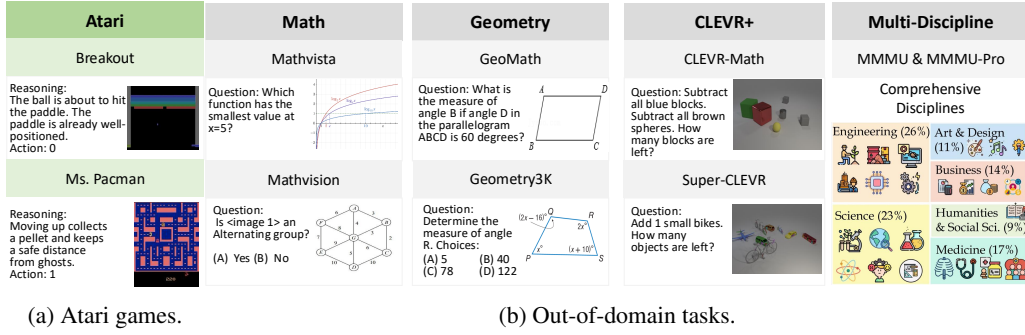 Atari
Breakout
Reasoning:
The ball is about to hit
the paddle. The
paddle is already well-
positioned.
Action: 0
Ms. Pacman
Reasoning:
Moving up collects
a pellet and keeps
a safe distance
from ghosts.
Action: 1
Math
Mathvista
Question: Which
function has the
smallest value at
x=5?
Mathvision
Question:
Is <image 1> an
Alternating group?
(A) Yes (B) No
Geometry
GeoMath
Question: What is
the measure of
angle B if angle D in
the parallelogram
ABCD is 60 degrees?
A D
B C
Geometry3K
Question:
Determine the
measure of angle
R. Choices:
(A) 5 (B) 40
(C) 78 (D) 122
Q R
(2x – 16)° 2x°
x° (x + 10)°
P S
CLEVR+
CLEVR-Math
Question: Subtract
all blue blocks.
Subtract all brown
spheres. How
many blocks are
left?
Super-CLEVR
Question:
Add 1 small bikes.
How many
objects are left?
Multi-Discipline
MMMU & MMMU-Pro
Comprehensive
Disciplines
Engineering (26%)
Art & Design
(11%)
Business (14%)
Science (23%)
Humanities
& Social Sci. (9%)
Medicine (17%)
(a) Atari games.
(b) Out-of-domain tasks.